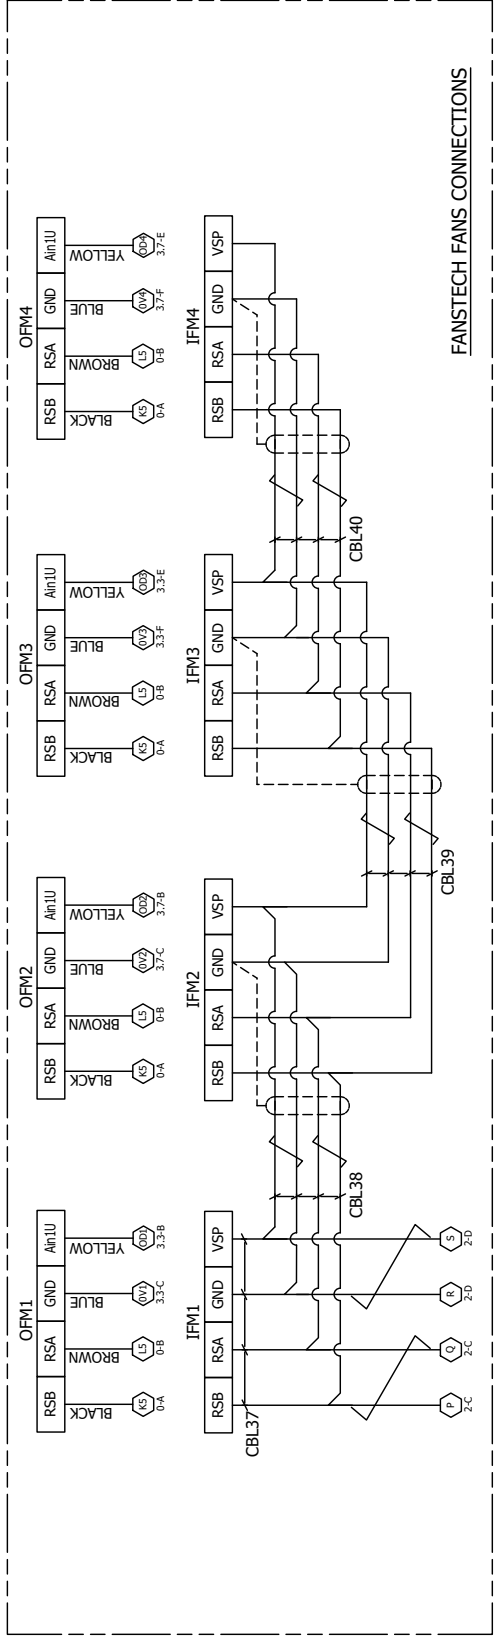 OFM1
RSB RSA GND Ain1U
BLACK BROWN BLUE YELLOW
K5 L5 0V1 OD1
0-A 0-B 3.3-C 3.3-B
OFM2
RSB RSA GND Ain1U
BLACK BROWN BLUE YELLOW
K5 L5 0V2 OD2
0-A 0-B 3.7-C 3.7-B
OFM3
RSB RSA GND Ain1U
BLACK BROWN BLUE YELLOW
K5 L5 0V3 OD3
0-A 0-B 3.3-F 3.3-E
OFM4
RSB RSA GND Ain1U
BLACK BROWN BLUE YELLOW
K5 L5 0V4 OD4
0-A 0-B 3.7-F 3.7-E
IFM1
RSB RSA GND VSP
CBL37
IFM2
RSB RSA GND VSP
CBL38
IFM3
RSB RSA GND VSP
CBL39
IFM4
RSB RSA GND VSP
CBL40
P Q R S
2-C 2-C 2-D 2-D
FANSTECH FANS CONNECTIONS